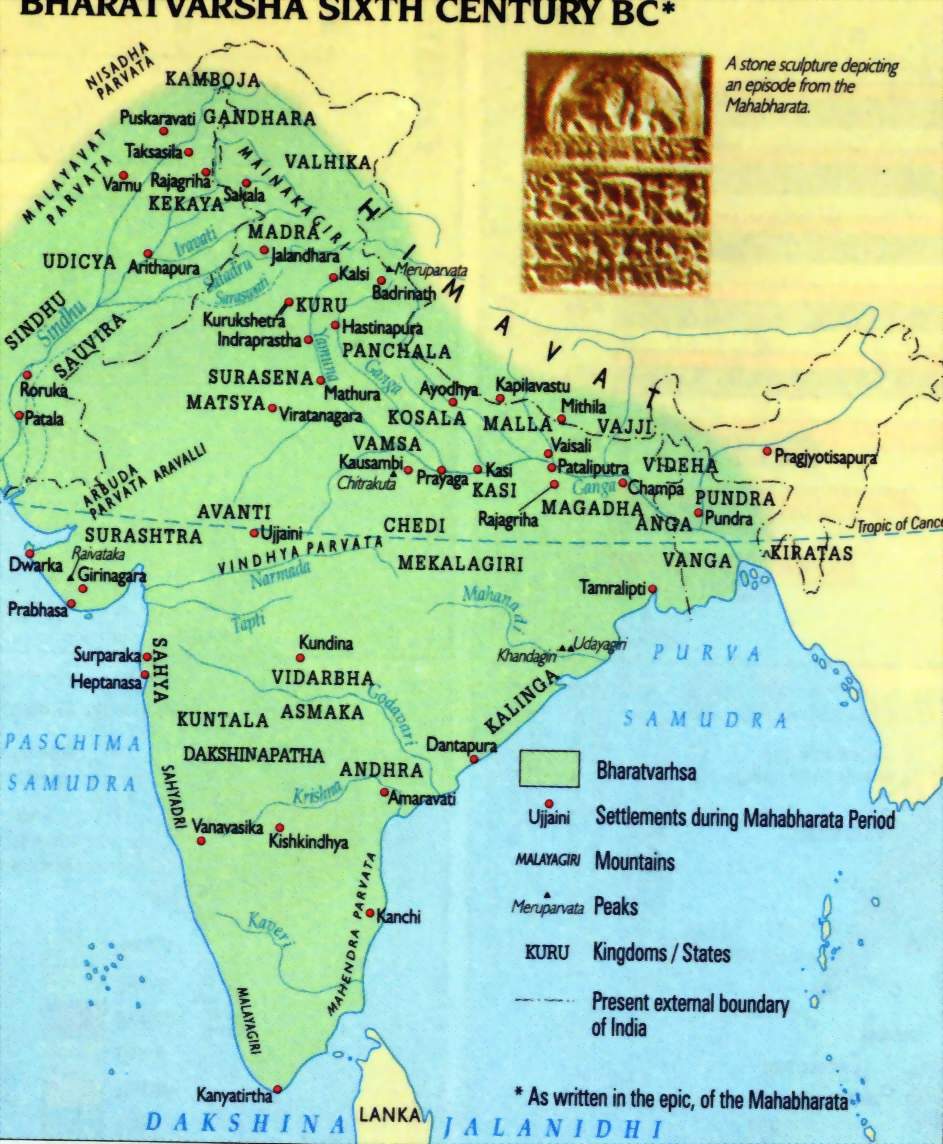 BHARATVARSHA SIXTH CENTURY BC*
A stone sculpture depicting
an episode from the
Mahabharata.
NISADHA
PARVATA
KAMBOJA
Puskaravati
GANDHARA
Taksasila
MALAYAVAT
PARVATA
Varnu
Rajagriha
Sakala
MAINAKA GIRI
VALHIKA
KEKAYA
HIMAVAT
MADRA
Iravati
Jalandhara
UDICYA
Arithapura
Satadru
Saraswati
Kalsi
Meruparvata
Badrinath
SINDHU
Sindhu
SAUVIRA
KURU
Kurukshetra
Hastinapura
Indraprastha
Yamuna
PANCHALA
Ganga
Roruka
SURASENA
Mathura
Ayodhya
Kapilavastu
Patala
MATSYA
Viratanagara
KOSALA
MALLA
Mithila
VAJJI
VAMSA
Vaisali
Kausambi
Chitrakuta
Prayaga
Kasi
KASI
Pataliputra
VIDEHA
Pragjyotisapura
Ganga
Champa
ARBUDA
PARVATA
ARAVALLI
Rajagriha
MAGADHA
PUNDRA
ANGA
Pundra
AVANTI
Ujjaini
CHEDI
Tropic of Cance
SURASHTRA
VINDHYA PARVATA
MEKALAGIRI
VANGA
KIRATAS
Dwarka
Raivataka
Girinagara
Narmada
Prabhasa
Tapti
Mahanadi
Tamralipti
Surparaka
Heptanasa
SAHYA
Kundina
VIDARBHA
Khandagiri
Udayagiri
PURVA
SAMUDRA
KUNTALA
ASMAKA
Godavari
KALINGA
PASCHIMA
SAMUDRA
DAKSHINAPATHA
Dantapura
ANDHRA
SAHYADRI
Krishna
Amaravati
Vanavasika
Kishkindhya
MAHENDRA PARVATA
Kanchi
Kaveri
MALAYAGIRI
Kanyatirtha
LANKA
DAKSHINA JALANIDHI
Bharatvarhsa
Ujjaini
Settlements during Mahabharata Period
MALAYAGIRI
Mountains
Meruparvata
Peaks
KURU
Kingdoms / States
Present external boundary
of India
* As written in the epic, of the Mahabharata